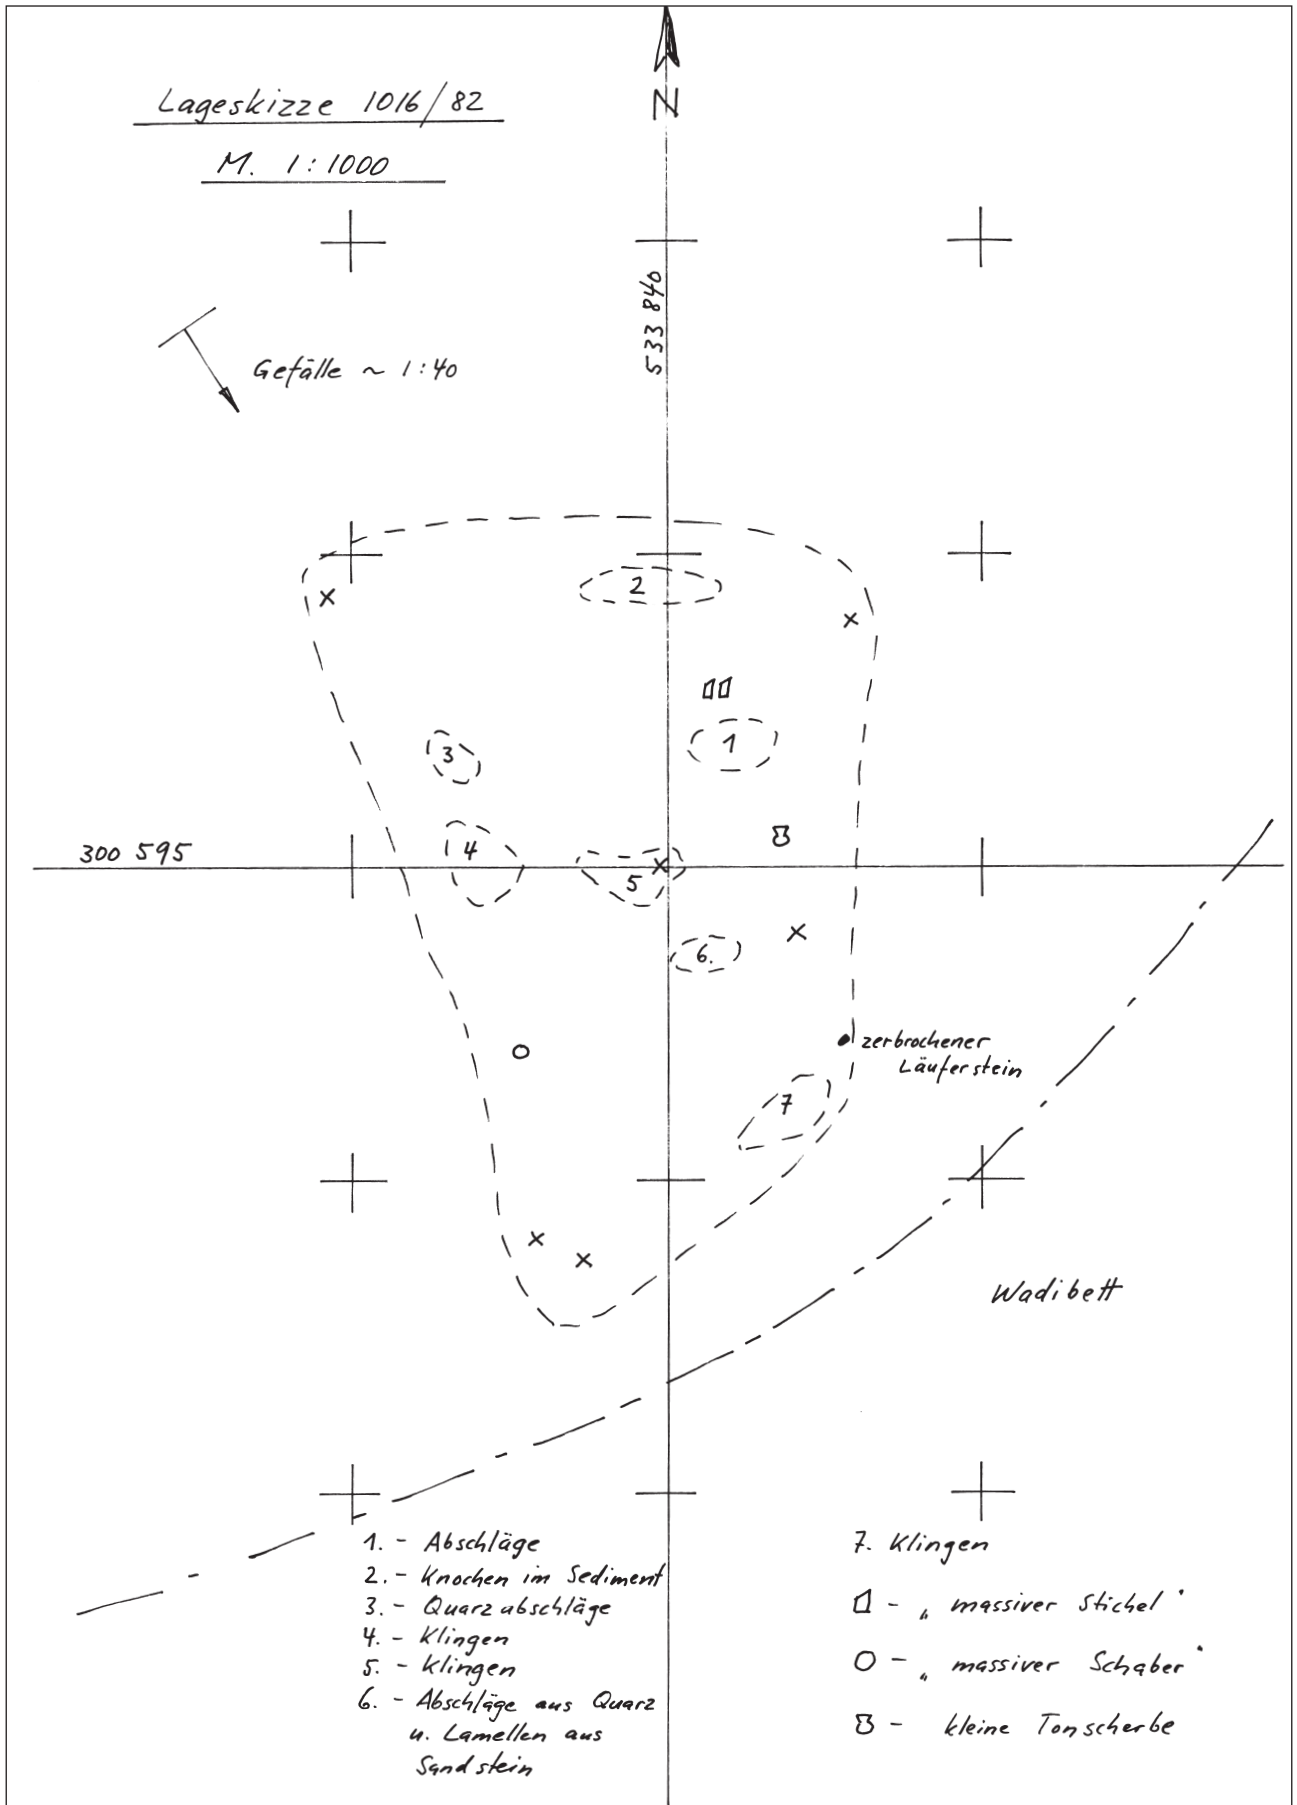 Lageskizze 1016/82
M. 1:1000
N
533 840
Gefälle ~ 1:40
2
1
3
300 595
4
5
6.
zerbrochener
Läuferstein
7
Wadibett
1. - Abschläge
2. - Knochen im Sediment
3. - Quarzabschläge
4. - Klingen
5. - Klingen
6. - Abschläge aus Quarz
u. Lamellen aus
Sandstein
7. Klingen
- „massiver Stichel“
- „massiver Schaber“
- kleine Tonscherbe